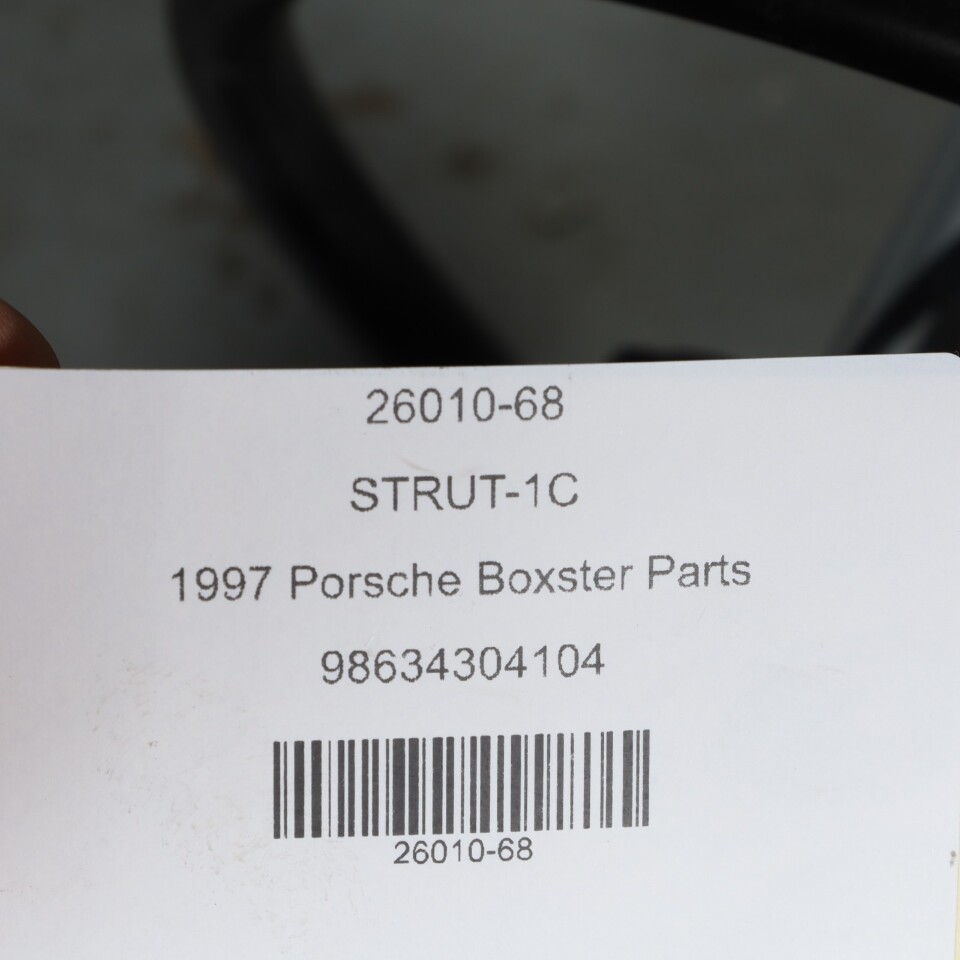 26010-68
STRUT-1C
1997 Porsche Boxster Parts
98634304104
26010-68